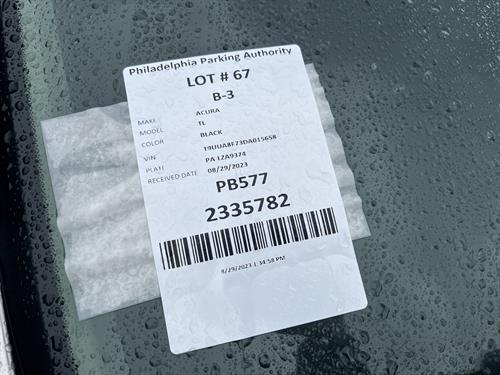 Philadelphia Parking Authority
LOT # 67
B-3
MAKE ACURA
MODEL TL
COLOR BLACK
VIN 19UUA8F73DA015658
PLATE PA LZA9374
RECEIVED DATE 08/29/2023
PB577
2335782
8/29/2023 1:34:58 PM